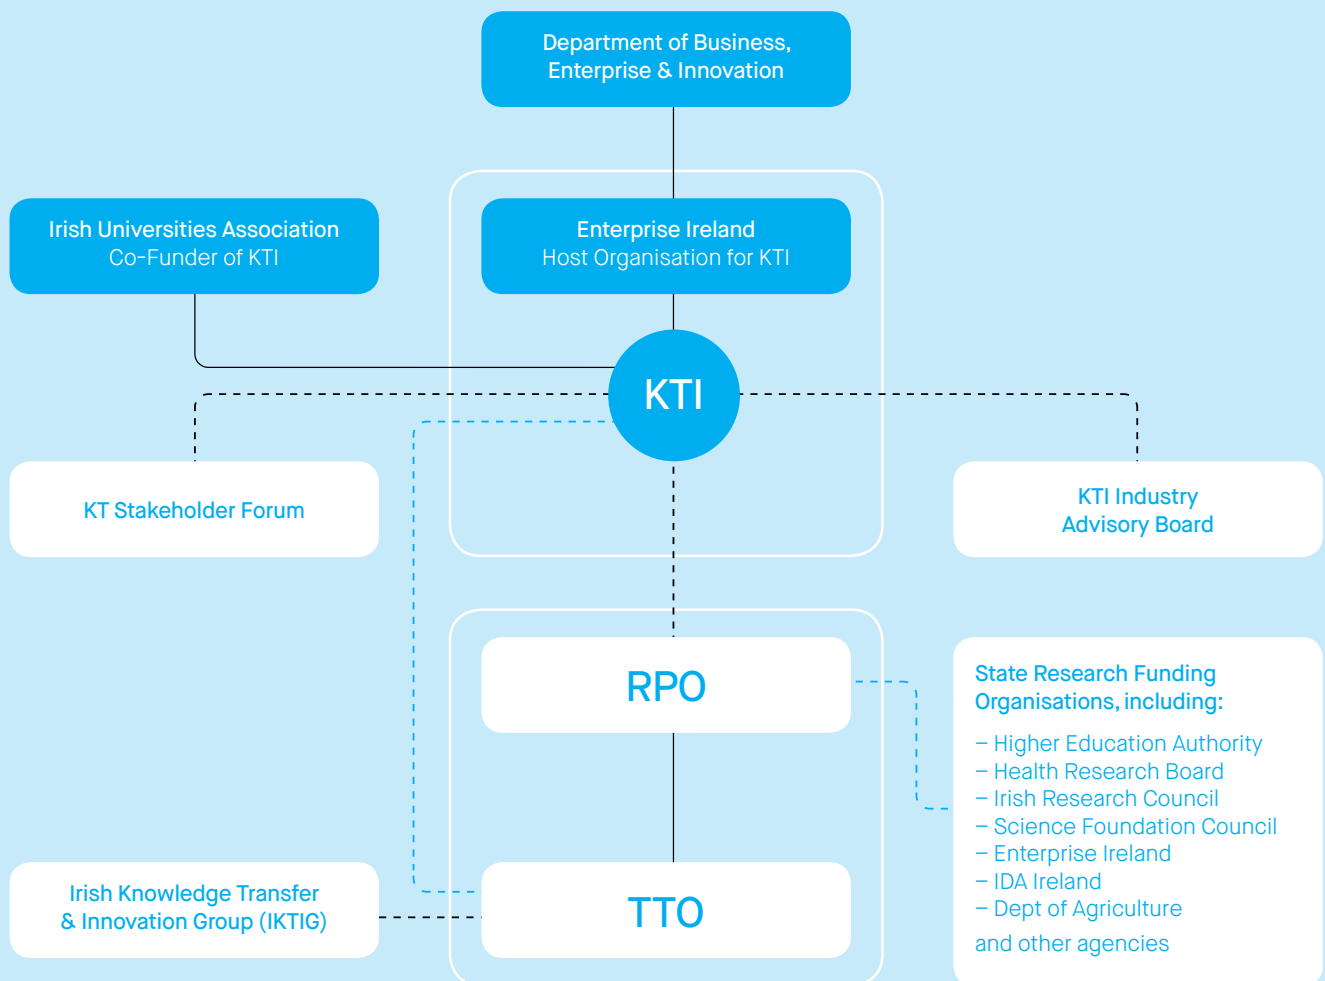 Department of Business,
Enterprise & Innovation
Irish Universities Association
Co-Funder of KTI
Enterprise Ireland
Host Organisation for KTI
KTI
KT Stakeholder Forum
KTI Industry
Advisory Board
RPO
State Research Funding
Organisations, including:
– Higher Education Authority
– Health Research Board
– Irish Research Council
– Science Foundation Council
– Enterprise Ireland
– IDA Ireland
– Dept of Agriculture
and other agencies
Irish Knowledge Transfer
& Innovation Group (IKTIG)
TTO